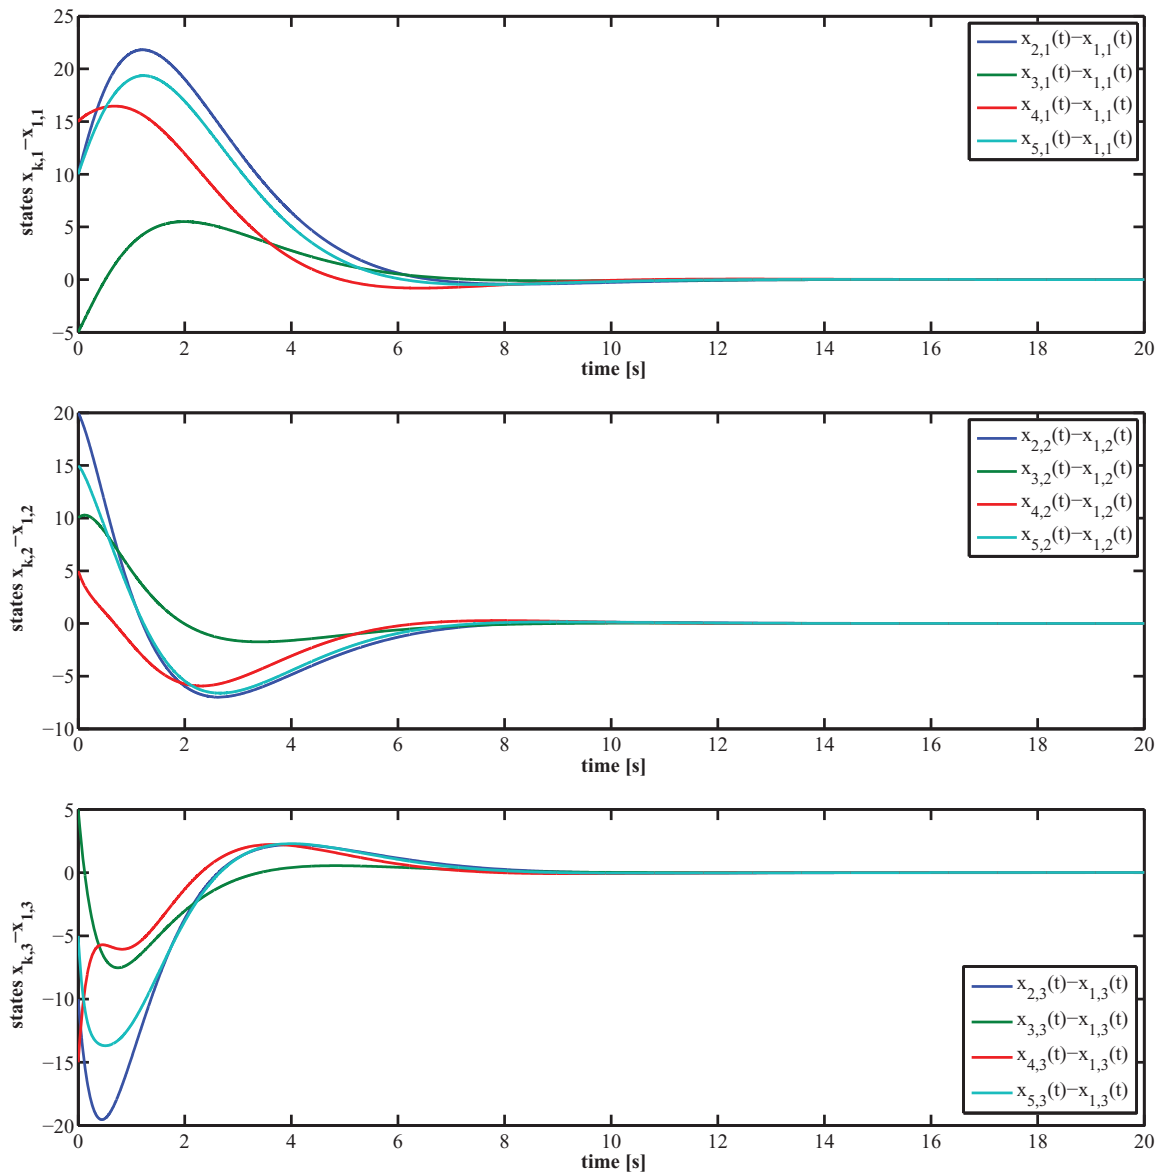 25
20
15
10
5
0
−5
states x_{k,1}−x_{1,1}
x_{2,1}(t)−x_{1,1}(t)
x_{3,1}(t)−x_{1,1}(t)
x_{4,1}(t)−x_{1,1}(t)
x_{5,1}(t)−x_{1,1}(t)
0 2 4 6 8 10 12 14 16 18 20
time [s]
20
15
10
5
0
−5
−10
states x_{k,2}−x_{1,2}
x_{2,2}(t)−x_{1,2}(t)
x_{3,2}(t)−x_{1,2}(t)
x_{4,2}(t)−x_{1,2}(t)
x_{5,2}(t)−x_{1,2}(t)
0 2 4 6 8 10 12 14 16 18 20
time [s]
5
0
−5
−10
−15
−20
states x_{k,3}−x_{1,3}
x_{2,3}(t)−x_{1,3}(t)
x_{3,3}(t)−x_{1,3}(t)
x_{4,3}(t)−x_{1,3}(t)
x_{5,3}(t)−x_{1,3}(t)
0 2 4 6 8 10 12 14 16 18 20
time [s]